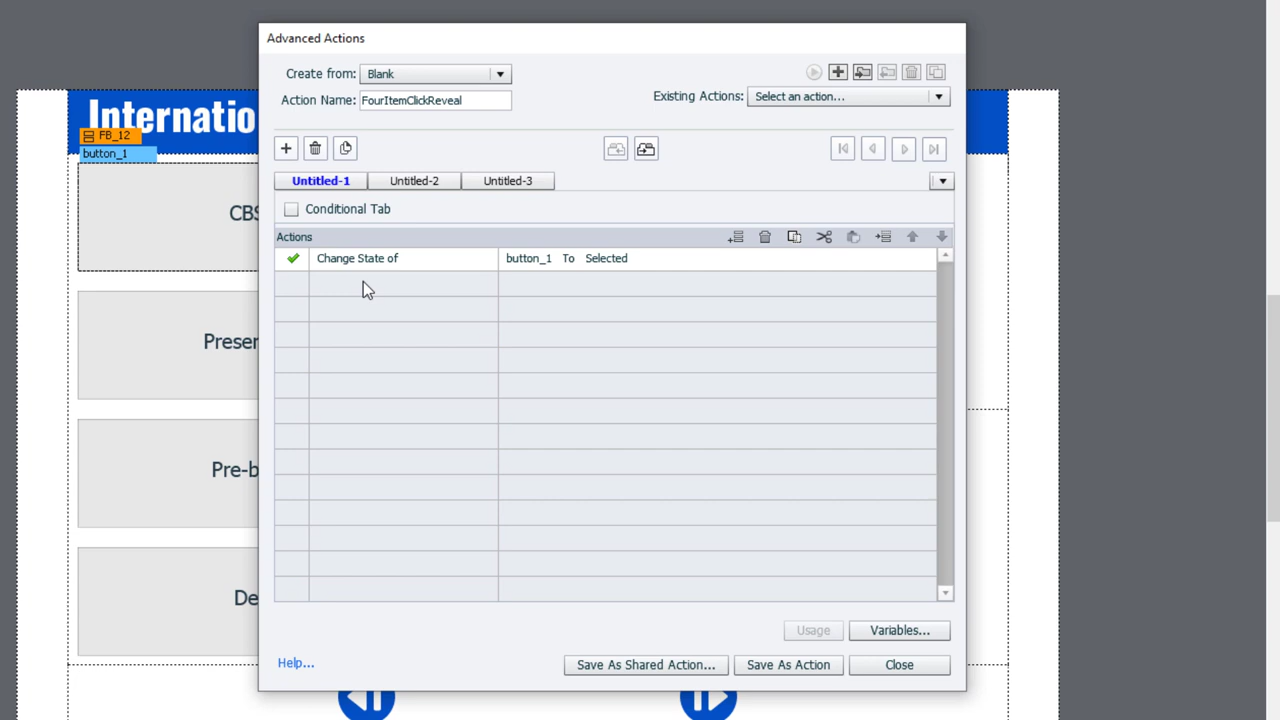 Advanced Actions
Create from: Blank
Action Name: FourItemClickReveal
Existing Actions: Select an action...
Internatio
FB_12
button_1
Untitled-1 Untitled-2 Untitled-3
Conditional Tab
CBS
Actions
Change State of button_1 To Selected
Presen
Pre-b
De
Usage Variables...
Help... Save As Shared Action... Save As Action Close